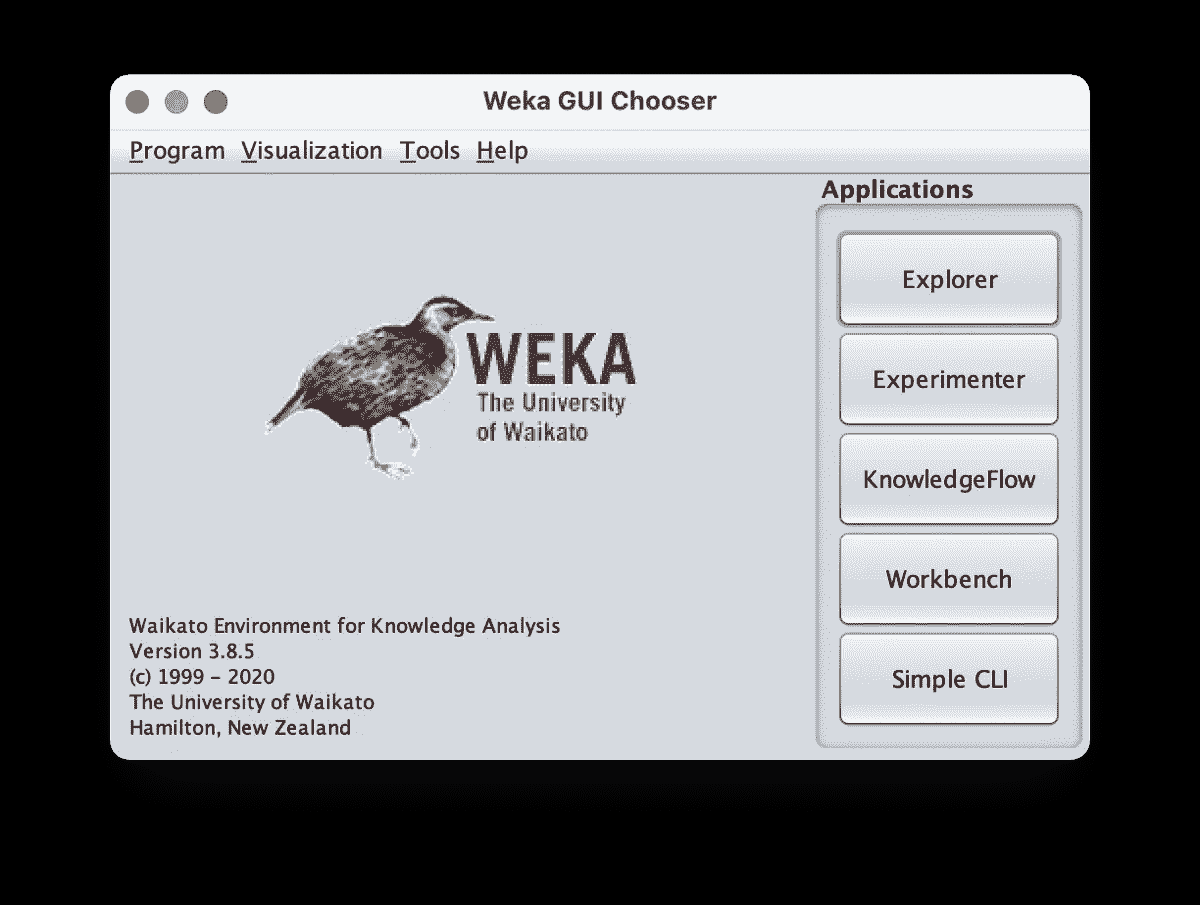 Weka GUI Chooser
Program Visualization Tools Help
Applications
Explorer
Experimenter
KnowledgeFlow
Workbench
Simple CLI
WEKA
The University
of Waikato
Waikato Environment for Knowledge Analysis
Version 3.8.5
(c) 1999 - 2020
The University of Waikato
Hamilton, New Zealand